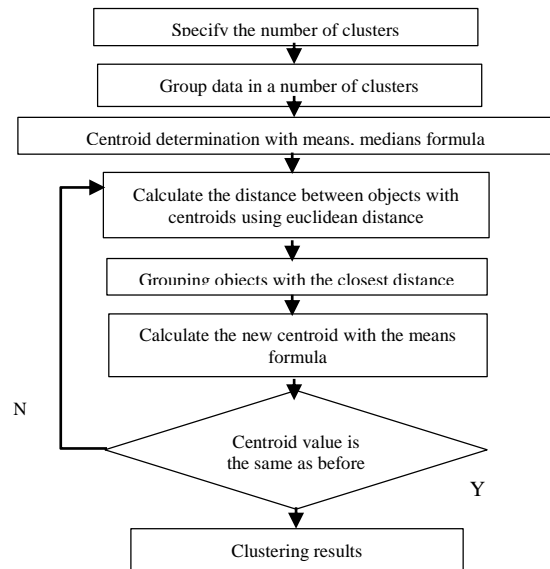 Specify the number of clusters
Group data in a number of clusters
Centroid determination with means, medians formula
Calculate the distance between objects with
centroids using euclidean distance
Grouping objects with the closest distance
Calculate the new centroid with the means
formula
N
Centroid value is
the same as before
Y
Clustering results